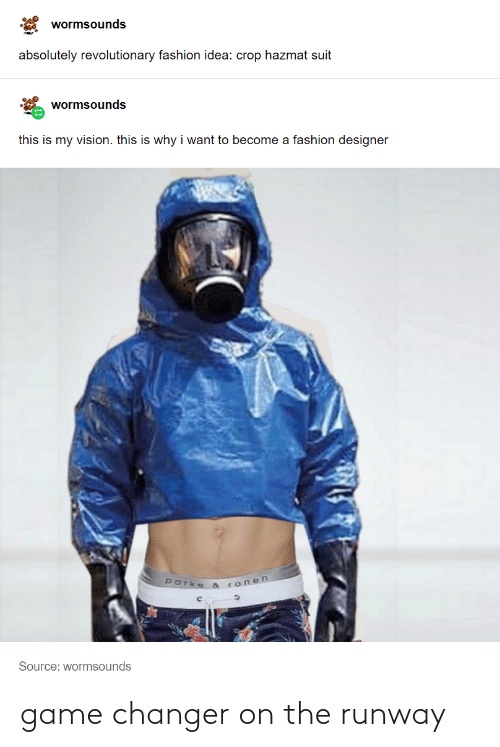 wormsounds
absolutely revolutionary fashion idea: crop hazmat suit
wormsounds
this is my vision. this is why i want to become a fashion designer
parke & ronen
Source: wormsounds
game changer on the runway